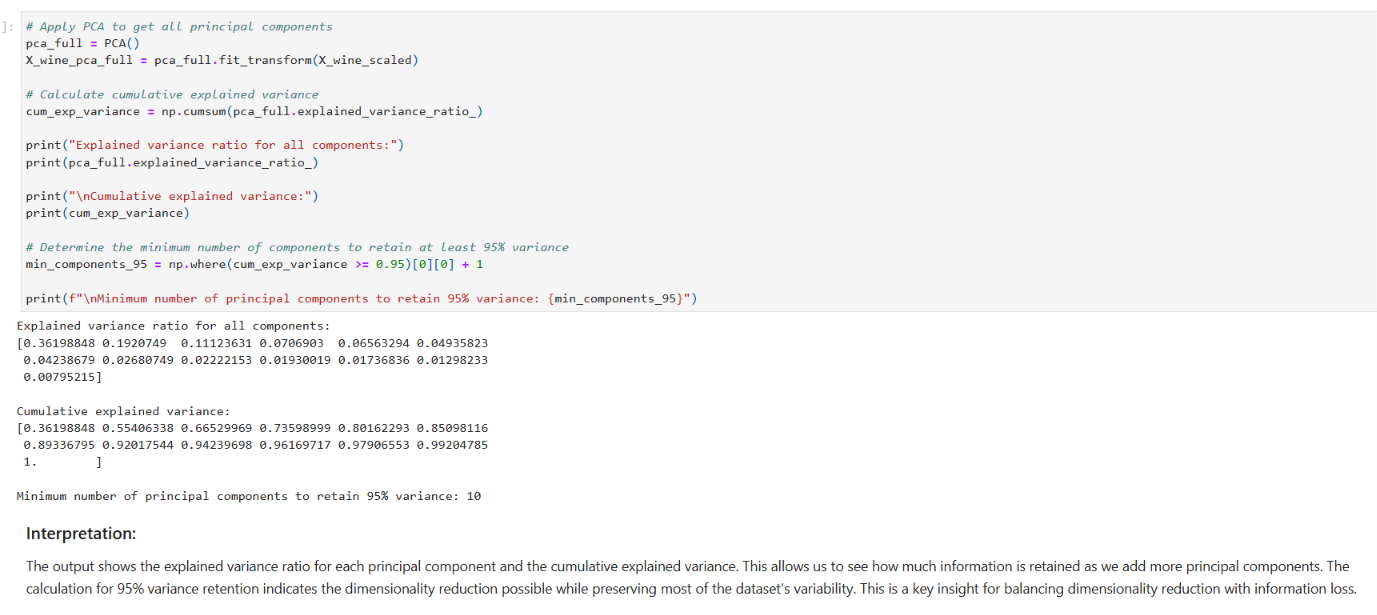 ]: # Apply PCA to get all principal components
pca_full = PCA()
X_wine_pca_full = pca_full.fit_transform(X_wine_scaled)
# Calculate cumulative explained variance
cum_exp_variance = np.cumsum(pca_full.explained_variance_ratio_)
print("Explained variance ratio for all components:")
print(pca_full.explained_variance_ratio_)
print("\nCumulative explained variance:")
print(cum_exp_variance)
# Determine the minimum number of components to retain at least 95% variance
min_components_95 = np.where(cum_exp_variance >= 0.95)[0][0] + 1
print(f"\nMinimum number of principal components to retain 95% variance: {min_components_95}")
Explained variance ratio for all components:
[0.36198848 0.1920749  0.11123631 0.0706903  0.06563294 0.04935823
0.04238679 0.02680749 0.02222153 0.01930019 0.01736836 0.01298233
0.00795215]
Cumulative explained variance:
[0.36198848 0.55406338 0.66529969 0.73598999 0.80162293 0.85098116
0.89336795 0.92017544 0.94239698 0.96169717 0.97906553 0.99204785
1.        ]
Minimum number of principal components to retain 95% variance: 10
Interpretation:
The output shows the explained variance ratio for each principal component and the cumulative explained variance. This allows us to see how much information is retained as we add more principal components. The
calculation for 95% variance retention indicates the dimensionality reduction possible while preserving most of the dataset's variability. This is a key insight for balancing dimensionality reduction with information loss.